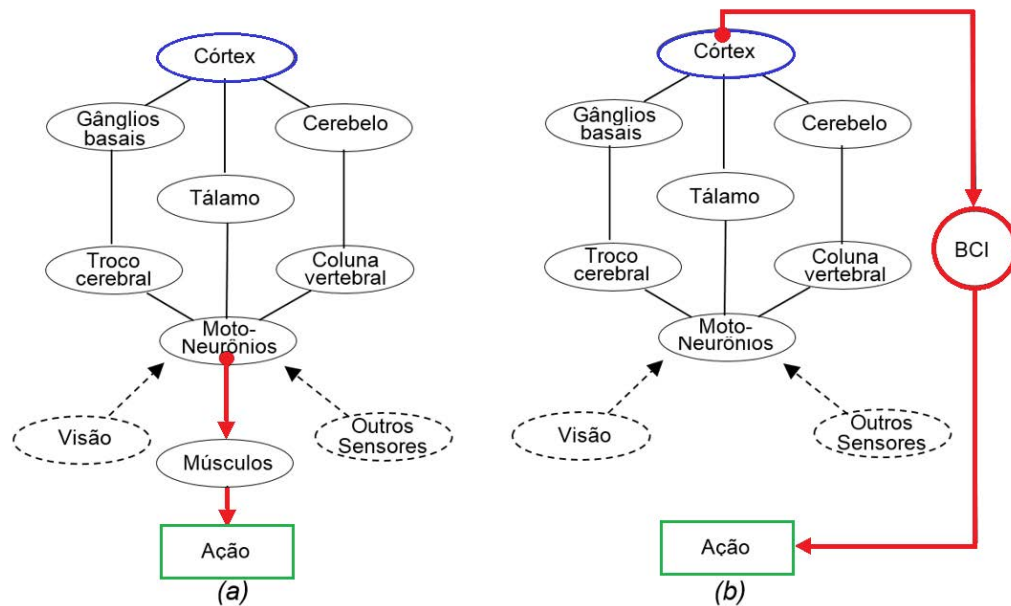 Córtex
Gânglios
basais
Cerebelo
Tálamo
Troco
cerebral
Coluna
vertebral
Moto-
Neurônios
Visão
Outros
Sensores
Músculos
Ação
(a)
Córtex
Gânglios
basais
Cerebelo
Tálamo
BCI
Troco
cerebral
Coluna
vertebral
Moto-
Neurônios
Visão
Outros
Sensores
Ação
(b)